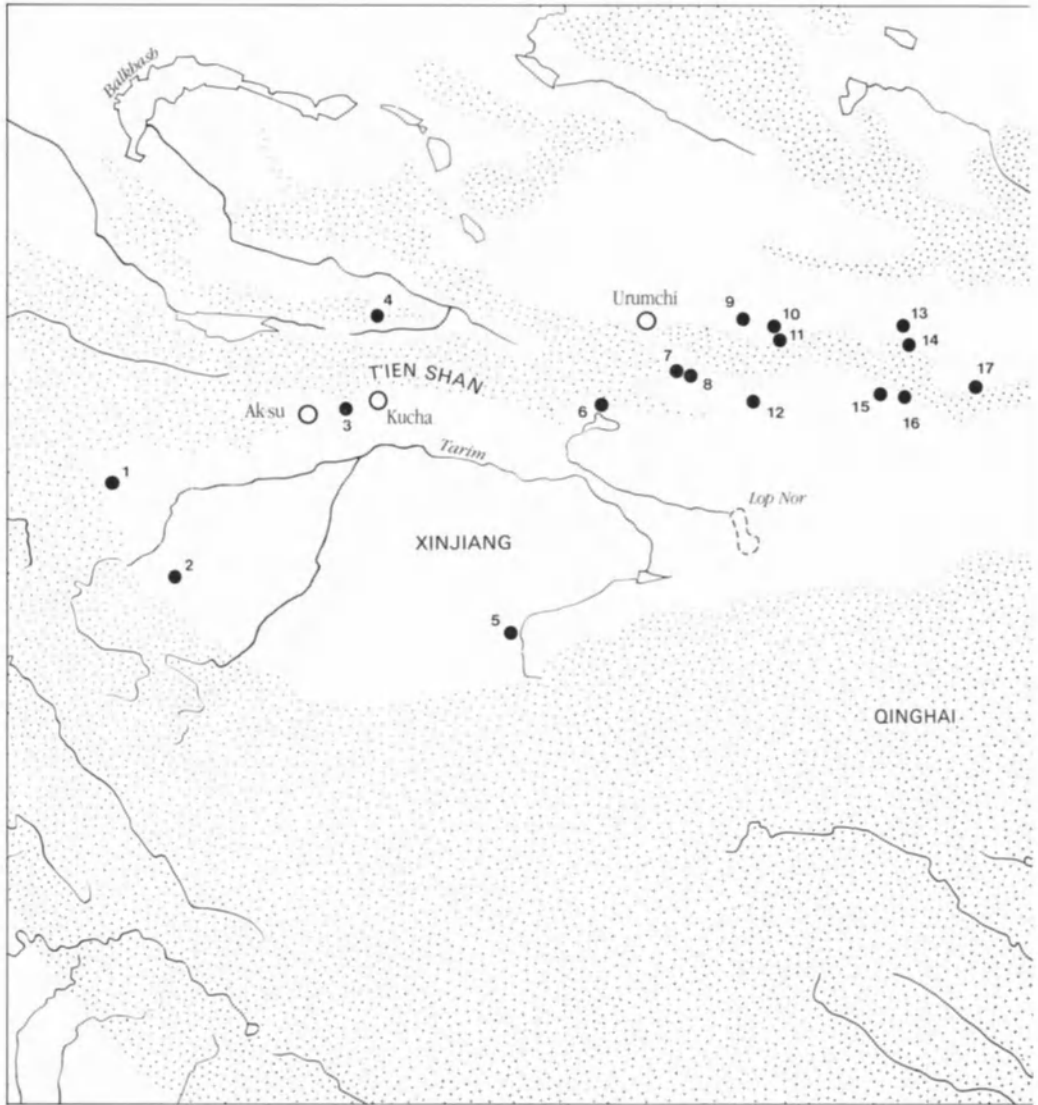 Balkhash
Urumchi
9
10
13
4
11
14
7
T'IEN SHAN
8
17
6
12
15
16
Ak-su
3
Kucha
Tarim
1
Lop Nor
XINJIANG
2
5
QINGHAI